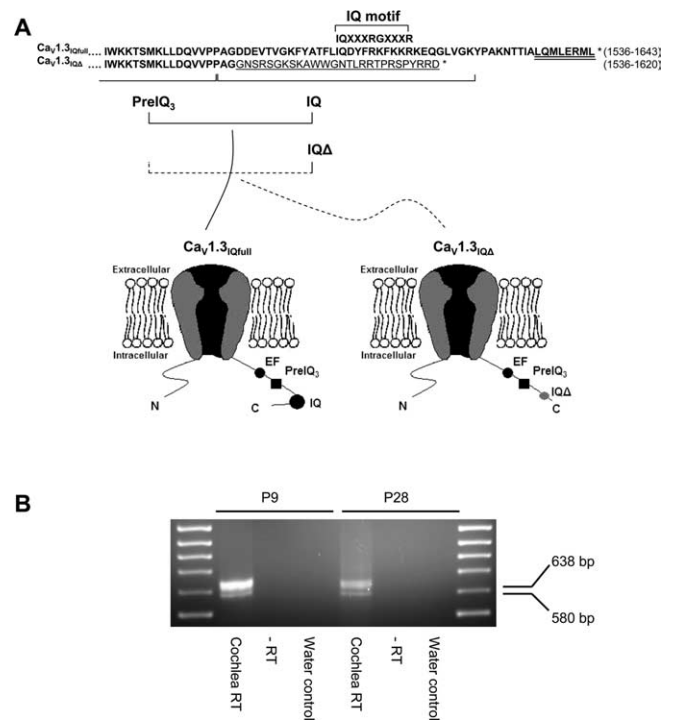 A
IQ motif
IQXXXRGXXXR
CaV1.3IQfull .... IWKKTSMKLLDQVVPPAGDDEVTVGKFYATFLIQDYFRKFKKRKEQGLVGKYPAKNTTIALQMLERML * (1536-1643)
CaV1.3IQΔ .... IWKKTSMKLLDQVVPPAGGNSRSGKSKAWWGNTLRRTPRSPYRRD * (1536-1620)
PreIQ3 IQ
IQΔ
CaV1.3IQfull CaV1.3IQΔ
Extracellular Extracellular
Intracellular Intracellular
EF EF
PreIQ3 PreIQ3
IQΔ
N C IQ N C
B
P9 P28
638 bp
580 bp
Cochlea RT
- RT
Water control
Cochlea RT
- RT
Water control